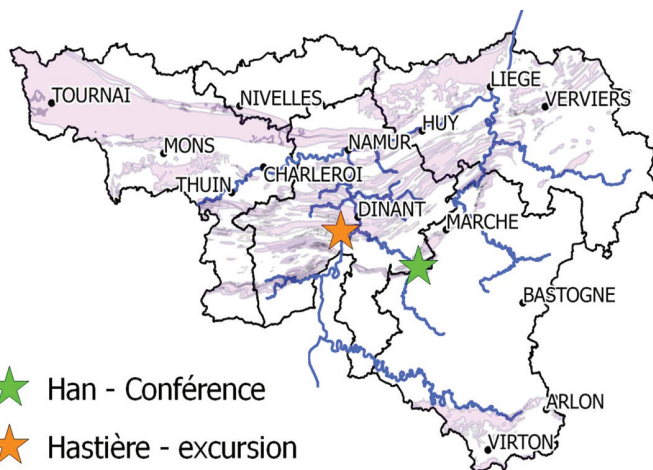 LIEGE
TOURNAI
NIVELLES
VERVIERS
HUY
MONS
NAMUR
CHARLEROI
THUIN
DINANT
MARCHE
BASTOGNE
Han - Conférence
ARLON
Hastière - excursion
VIRTON